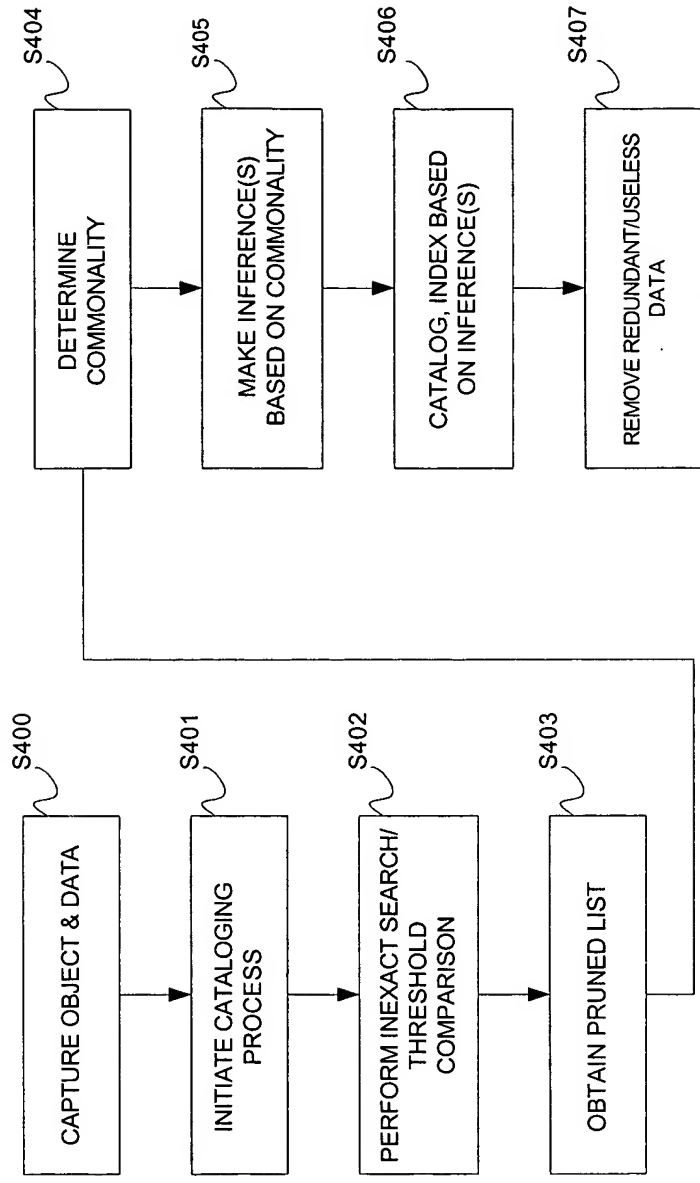 S400
CAPTURE OBJECT & DATA
S401
INITIATE CATALOGING
PROCESS
S402
PERFORM INEXACT SEARCH/
THRESHOLD
COMPARISON
S403
OBTAIN PRUNED LIST
S404
DETERMINE
COMMONALITY
S405
MAKE INFERENCE(S)
BASED ON COMMONALITY
S406
CATALOG, INDEX BASED
ON INFERENCE(S)
S407
REMOVE REDUNDANT/USELESS
DATA